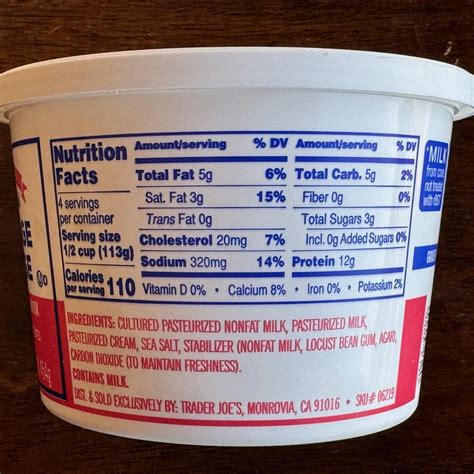 Nutrition Facts
4 servings per container
Serving size
1/2 cup (113g)
Calories per serving 110
Amount/serving % DV
Total Fat 5g 6%
Sat. Fat 3g 15%
Trans Fat 0g
Cholesterol 20mg 7%
Sodium 320mg 14%
Amount/serving % DV
Total Carb. 5g 2%
Fiber 0g 0%
Total Sugars 3g
Incl. 0g Added Sugars 0%
Protein 12g
Vitamin D 0% • Calcium 8% • Iron 0% • Potassium 2%
INGREDIENTS: CULTURED PASTEURIZED NONFAT MILK, PASTEURIZED MILK,
PASTEURIZED CREAM, SEA SALT, STABILIZER (NONFAT MILK, LOCUST BEAN GUM, AGAR),
CARBON DIOXIDE (TO MAINTAIN FRESHNESS).
CONTAINS MILK.
DIST. & SOLD EXCLUSIVELY BY: TRADER JOE'S, MONROVIA, CA 91016 • SKU# 06219
*MILK
from cows
not treated
with rBST